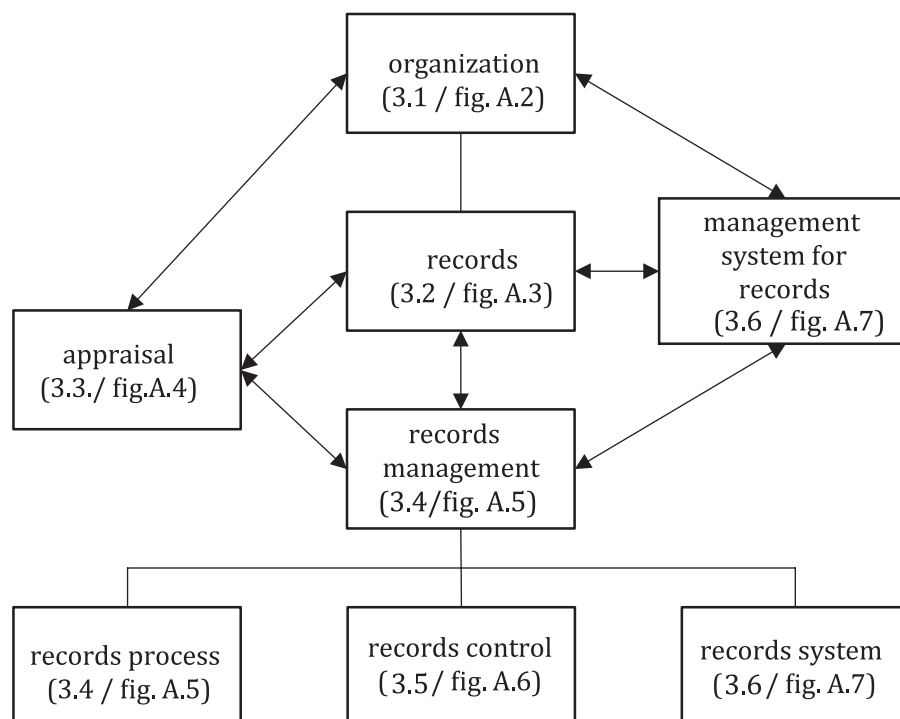 organization
(3.1 / fig. A.2)
management
system for
records
(3.6 / fig. A.7)
records
(3.2 / fig. A.3)
appraisal
(3.3./ fig.A.4)
records
management
(3.4/fig. A.5)
records process
(3.4 / fig. A.5)
records control
(3.5/ fig. A.6)
records system
(3.6 / fig. A.7)